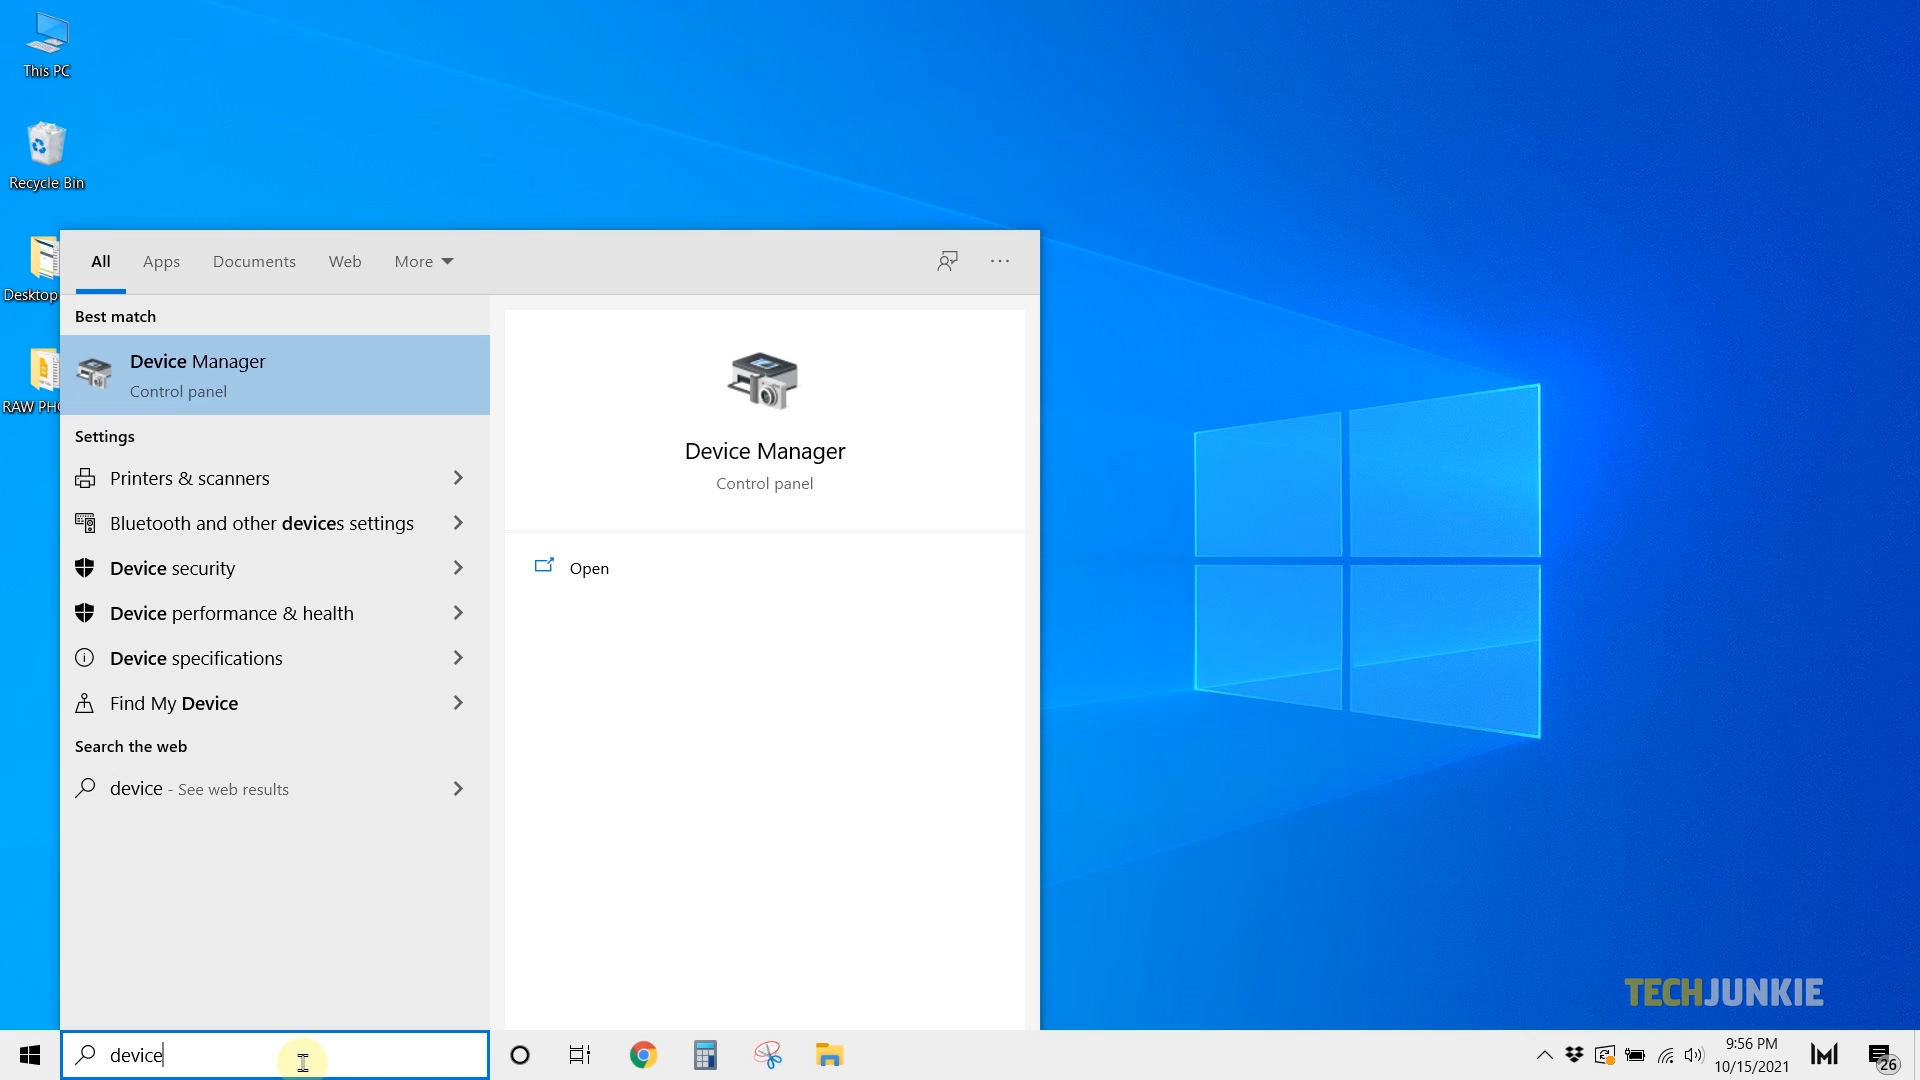 This PC
Recycle Bin
Desktop
RAW PHO
All Apps Documents Web More
Best match
Device Manager
Control panel
Settings
Printers & scanners
Bluetooth and other devices settings
Device security
Device performance & health
Device specifications
Find My Device
Search the web
device - See web results
Device Manager
Control panel
Open
TECHJUNKIE
device
9:56 PM
10/15/2021
26